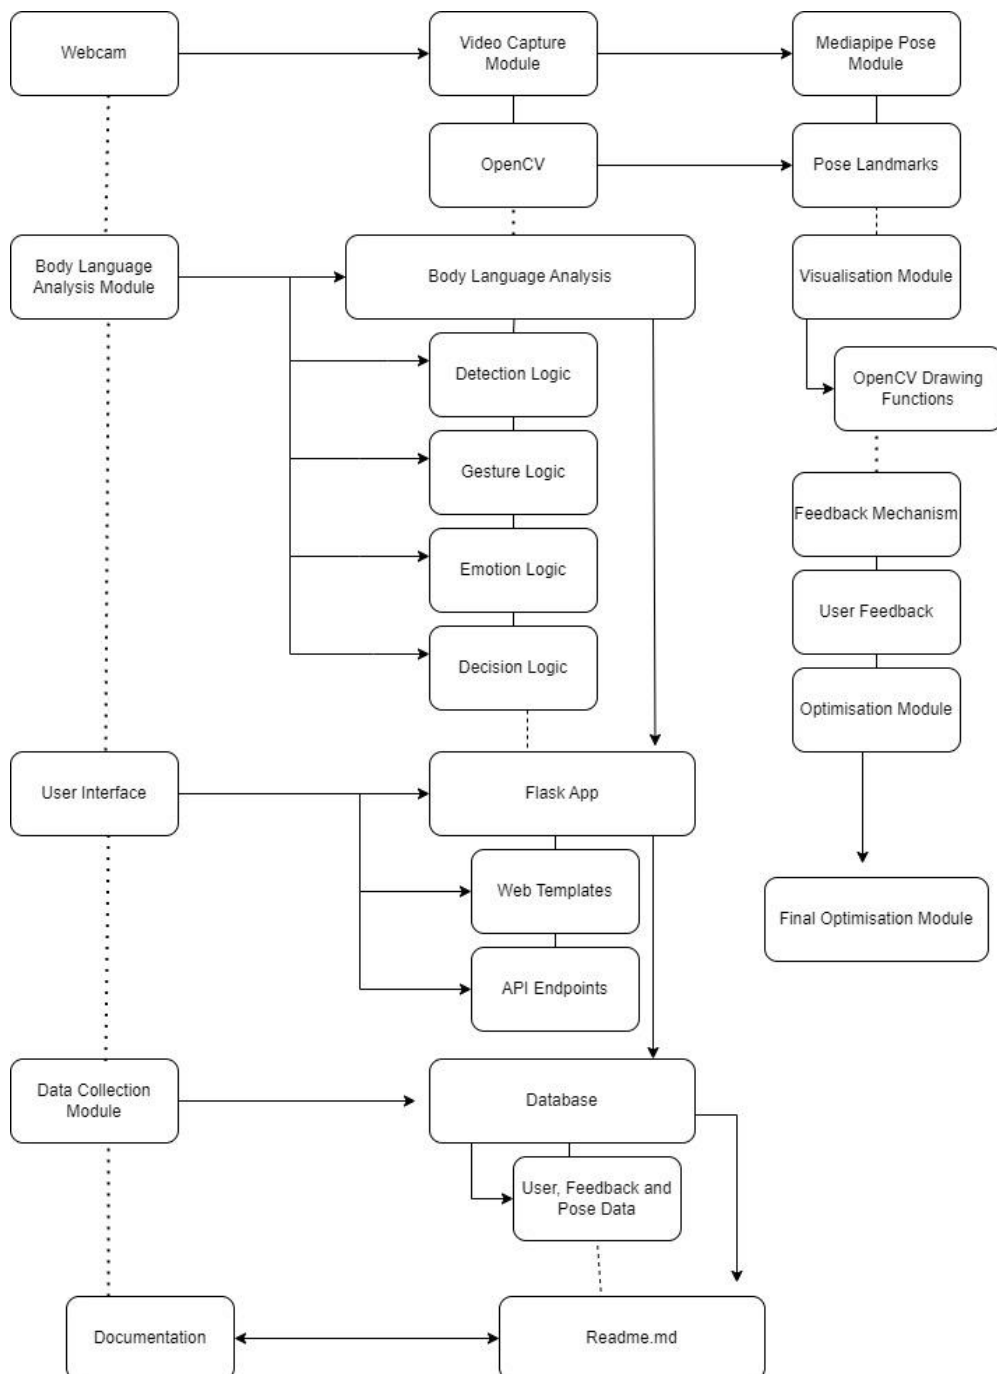 Webcam
Video Capture
Module
Mediapipe Pose
Module
OpenCV
Pose Landmarks
Body Language
Analysis Module
Body Language Analysis
Visualisation Module
Detection Logic
OpenCV Drawing
Functions
Gesture Logic
Feedback Mechanism
Emotion Logic
User Feedback
Decision Logic
Optimisation Module
User Interface
Flask App
Web Templates
Final Optimisation Module
API Endpoints
Data Collection
Module
Database
User, Feedback and
Pose Data
Documentation
Readme.md